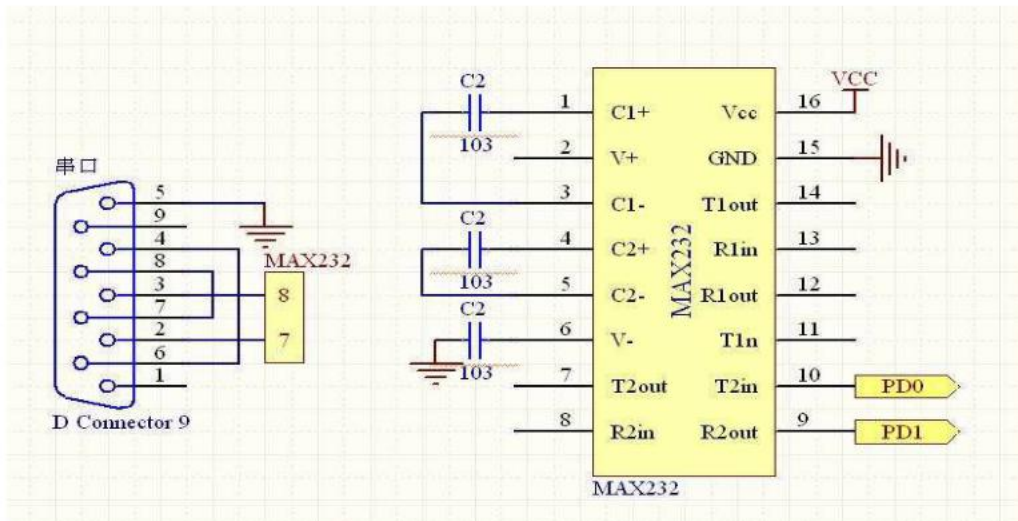 串口
5
9
4
8
3
7
2
6
1
D Connector 9
MAX232
8
7
C2
103
C2
103
C2
103
1 C1+ Vcc 16 VCC
2 V+ GND 15
3 C1- T1out 14
4 C2+ R1in 13
5 C2- R1out 12
6 V- T1n 11
7 T2out T2in 10 PD0
8 R2in R2out 9 PD1
MAX232
MAX232